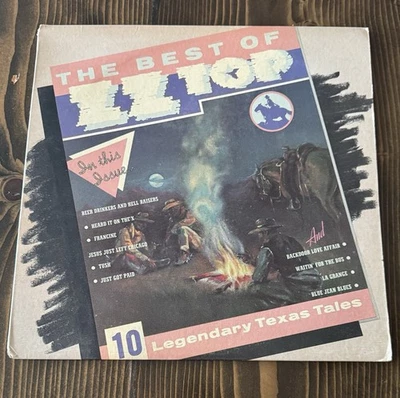 THE BEST OF
ZZ TOP
In this
Issue
BEER DRINKERS AND HELL RAISERS
• HEARD IT ON THE X
• FRANCINE
JESUS JUST LEFT CHICAGO
• TUSH
• JUST GOT PAID
And
BACKDOOR LOVE AFFAIR •
WAITIN' FOR THE BUS •
LA GRANGE •
BLUE JEAN BLUES •
10 Legendary Texas Tales